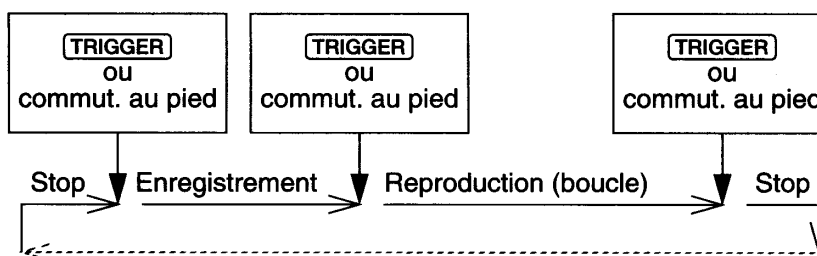 TRIGGER
ou
commut. au pied
TRIGGER
ou
commut. au pied
TRIGGER
ou
commut. au pied
Stop Enregistrement Reproduction (boucle) Stop